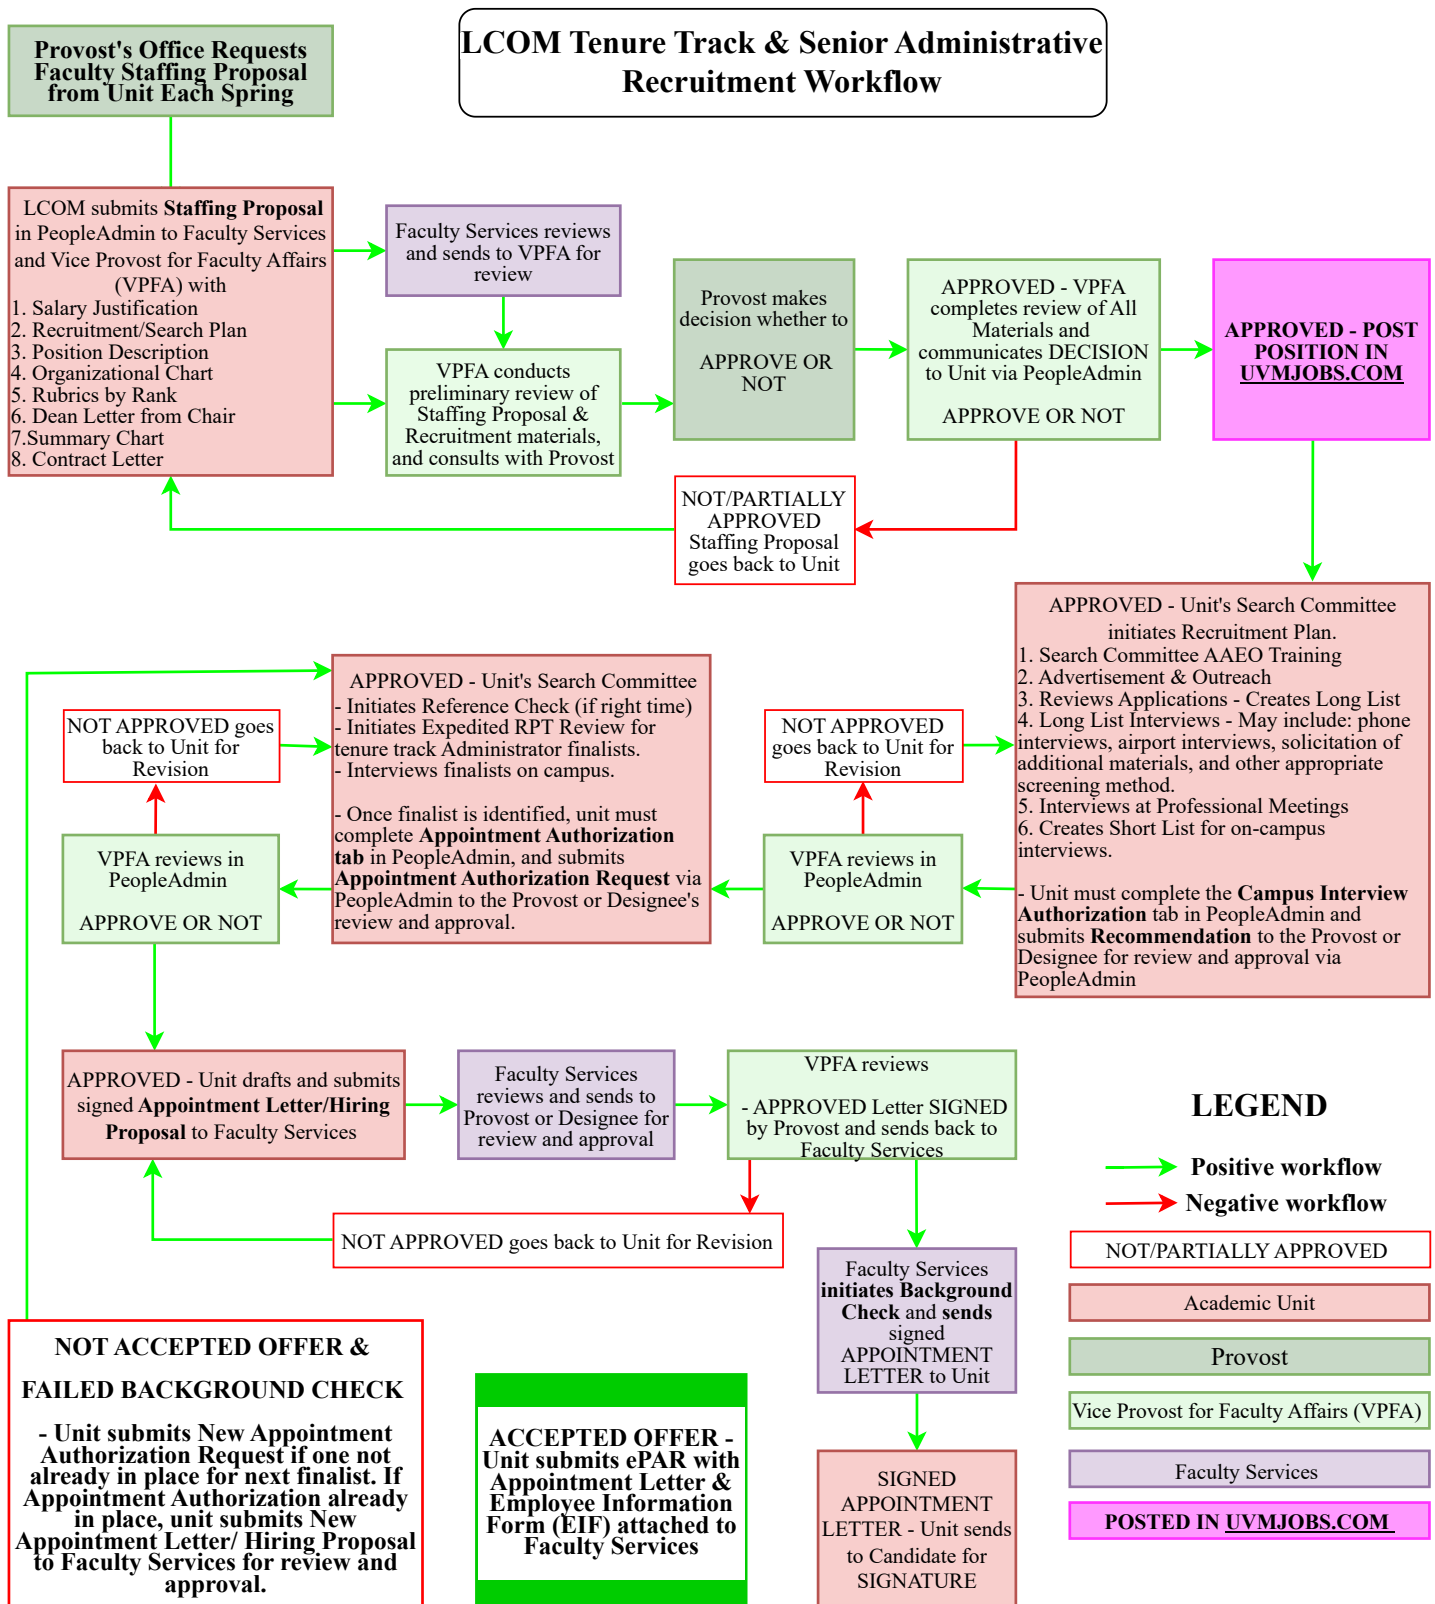 LCOM Tenure Track & Senior Administrative
Recruitment Workflow
Provost's Office Requests
Faculty Staffing Proposal
from Unit Each Spring
LCOM submits Staffing Proposal
in PeopleAdmin to Faculty Services
and Vice Provost for Faculty Affairs
(VPFA) with
1. Salary Justification
2. Recruitment/Search Plan
3. Position Description
4. Organizational Chart
5. Rubrics by Rank
6. Dean Letter from Chair
7.Summary Chart
8. Contract Letter
Faculty Services reviews
and sends to VPFA for
review
VPFA conducts
preliminary review of
Staffing Proposal &
Recruitment materials,
and consults with Provost
Provost makes
decision whether to
APPROVE OR
NOT
APPROVED - VPFA
completes review of All
Materials and
communicates DECISION
to Unit via PeopleAdmin
APPROVE OR NOT
APPROVED - POST
POSITION IN
UVMJOBS.COM
NOT/PARTIALLY
APPROVED
Staffing Proposal
goes back to Unit
APPROVED - Unit's Search Committee
initiates Recruitment Plan.
1. Search Committee AAEO Training
2. Advertisement & Outreach
3. Reviews Applications - Creates Long List
4. Long List Interviews - May include: phone
interviews, airport interviews, solicitation of
additional materials, and other appropriate
screening method.
5. Interviews at Professional Meetings
6. Creates Short List for on-campus
interviews.
- Unit must complete the Campus Interview
Authorization tab in PeopleAdmin and
submits Recommendation to the Provost or
Designee for review and approval via
PeopleAdmin
NOT APPROVED
goes back to Unit for
Revision
VPFA reviews in
PeopleAdmin
APPROVE OR NOT
APPROVED - Unit's Search Committee
- Initiates Reference Check (if right time)
- Initiates Expedited RPT Review for
tenure track Administrator finalists.
- Interviews finalists on campus.
- Once finalist is identified, unit must
complete Appointment Authorization
tab in PeopleAdmin, and submits
Appointment Authorization Request via
PeopleAdmin to the Provost or Designee's
review and approval.
NOT APPROVED goes
back to Unit for
Revision
VPFA reviews in
PeopleAdmin
APPROVE OR NOT
APPROVED - Unit drafts and submits
signed Appointment Letter/Hiring
Proposal to Faculty Services
Faculty Services
reviews and sends to
Provost or Designee for
review and approval
VPFA reviews
- APPROVED Letter SIGNED
by Provost and sends back to
Faculty Services
NOT APPROVED goes back to Unit for Revision
Faculty Services
initiates Background
Check and sends
signed
APPOINTMENT
LETTER to Unit
SIGNED
APPOINTMENT
LETTER - Unit sends
to Candidate for
SIGNATURE
ACCEPTED OFFER -
Unit submits ePAR with
Appointment Letter &
Employee Information
Form (EIF) attached to
Faculty Services
NOT ACCEPTED OFFER &
FAILED BACKGROUND CHECK
- Unit submits New Appointment
Authorization Request if one not
already in place for next finalist. If
Appointment Authorization already
in place, unit submits New
Appointment Letter/ Hiring Proposal
to Faculty Services for review and
approval.
LEGEND
Positive workflow
Negative workflow
NOT/PARTIALLY APPROVED
Academic Unit
Provost
Vice Provost for Faculty Affairs (VPFA)
Faculty Services
POSTED IN UVMJOBS.COM